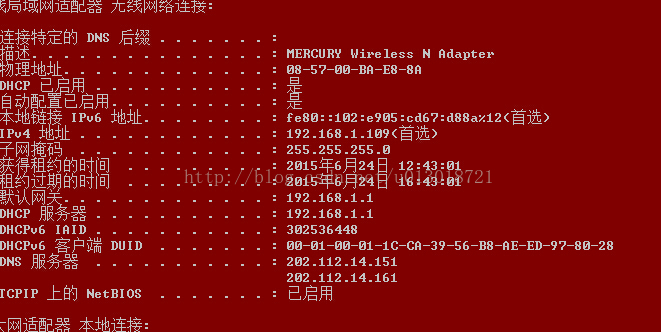 线局域网适配器 无线网络连接:
连接特定的 DNS 后缀 . . . . . . . :
描述. . . . . . . . . . . . . . . : MERCURY Wireless N Adapter
物理地址. . . . . . . . . . . . . : 08-57-00-BA-E8-8A
DHCP 已启用 . . . . . . . . . . . : 是
自动配置已启用. . . . . . . . . . : 是
本地链接 IPv6 地址. . . . . . . . : fe80::102:e905:cd67:d88a%12(首选)
IPv4 地址 . . . . . . . . . . . . : 192.168.1.109(首选)
子网掩码 . . . . . . . . . . . . : 255.255.255.0
获得租约的时间 . . . . . . . . . : 2015年6月24日 12:43:01
租约过期的时间 . . . . . . . . . : 2015年6月24日 16:43:01
默认网关. . . . . . . . . . . . . : 192.168.1.1
DHCP 服务器 . . . . . . . . . . . : 192.168.1.1
DHCPv6 IAID . . . . . . . . . . . : 302536448
DHCPv6 客户端 DUID . . . . . . . : 00-01-00-01-1C-CA-39-56-B8-AE-ED-97-80-28
DNS 服务器 . . . . . . . . . . . : 202.112.14.151
202.112.14.161
TCPIP 上的 NetBIOS . . . . . . . : 已启用
太网适配器 本地连接: